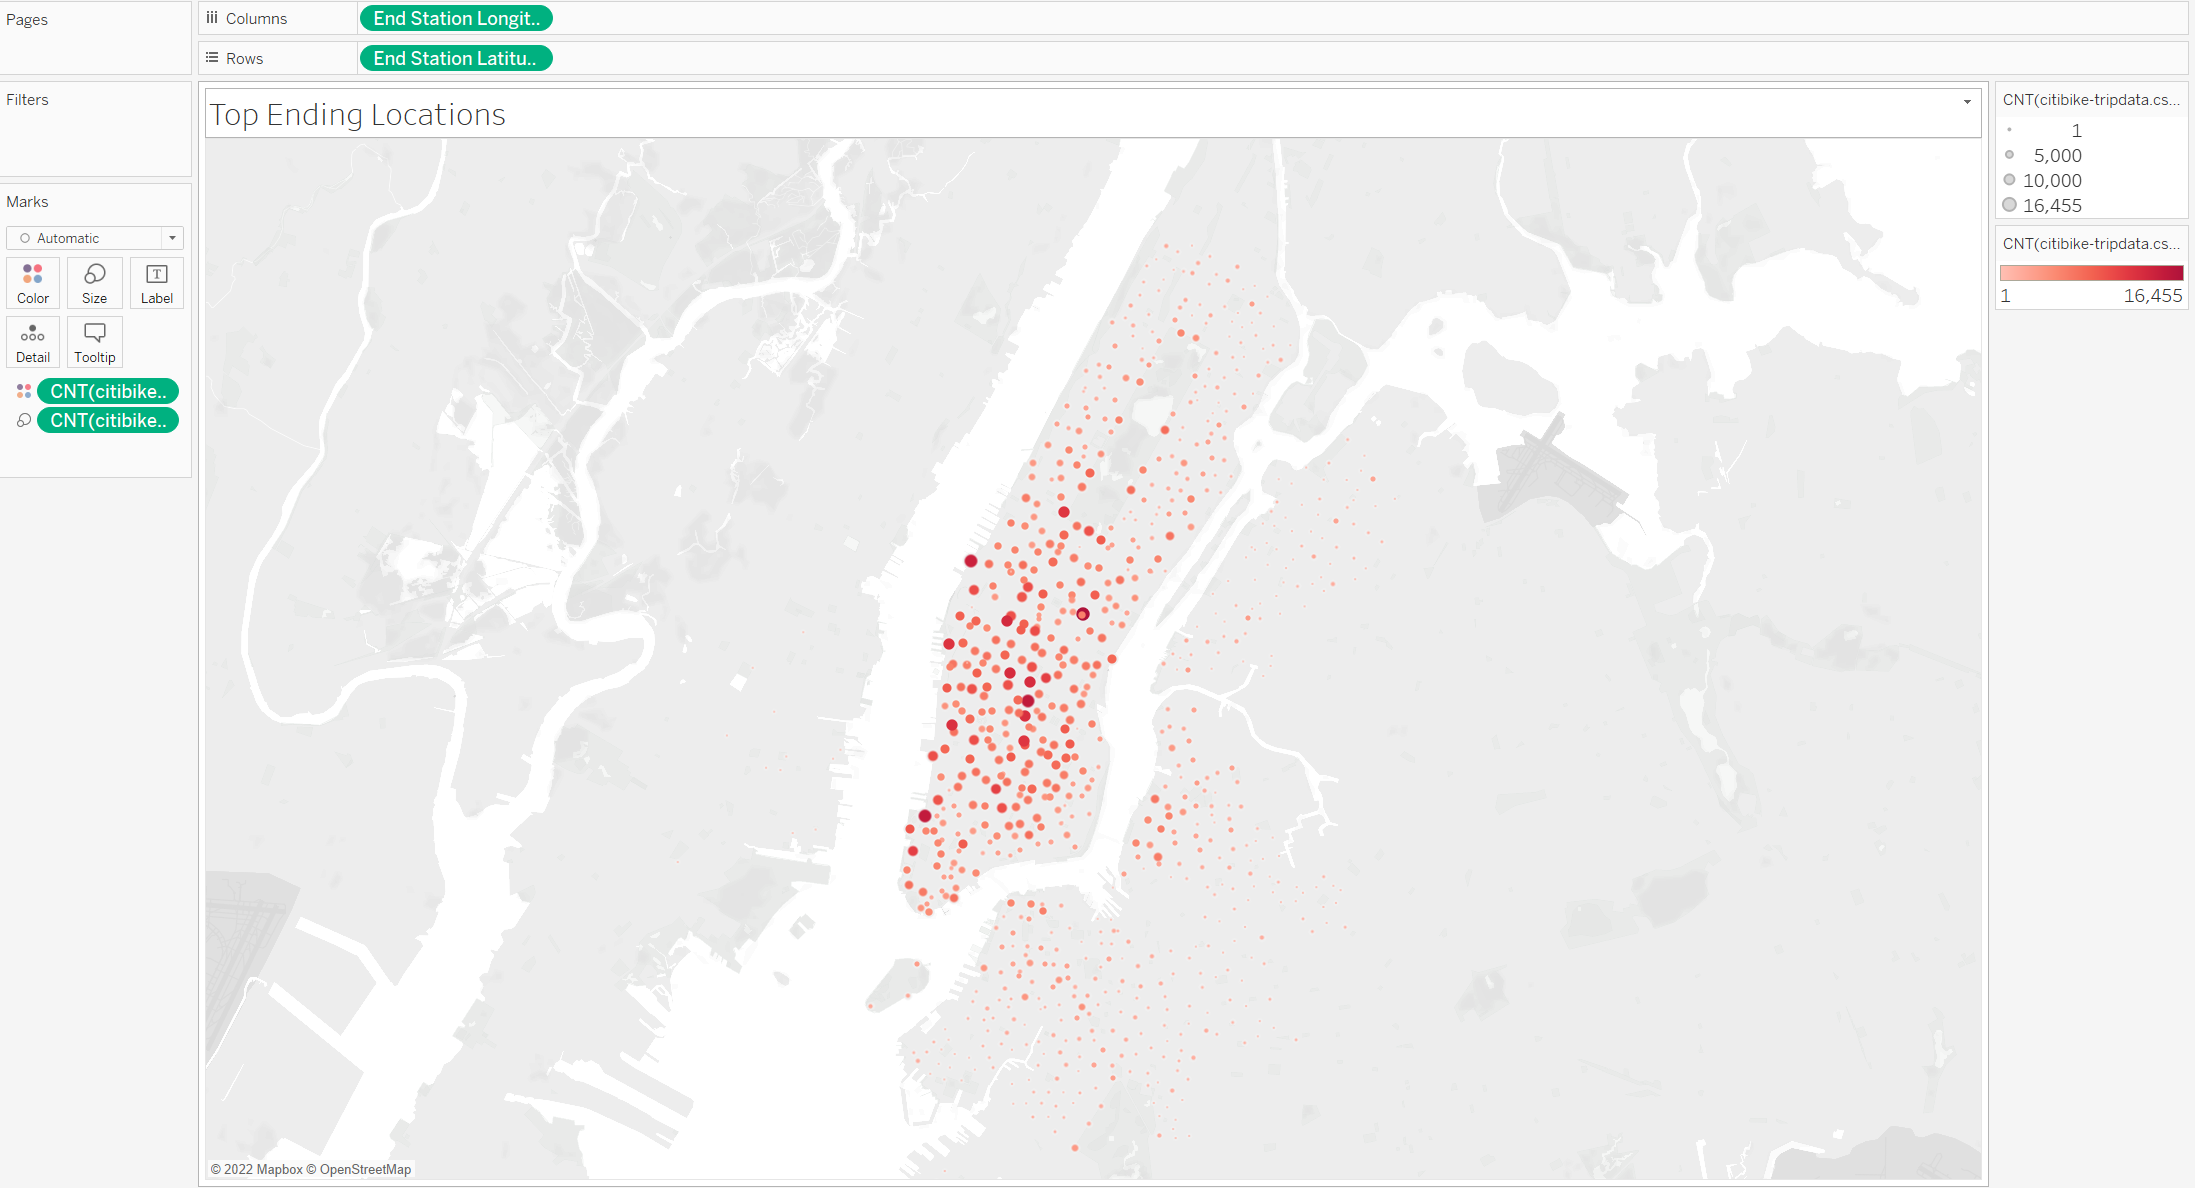 Pages
Columns
End Station Longit..
Rows
End Station Latitu..
Filters
Top Ending Locations
Marks
Automatic
Color
Size
T
Label
Detail
Tooltip
CNT(citibike..
CNT(citibike..
CNT(citibike-tripdata.cs...
1
5,000
10,000
16,455
CNT(citibike-tripdata.cs...
1 16,455
© 2022 Mapbox © OpenStreetMap